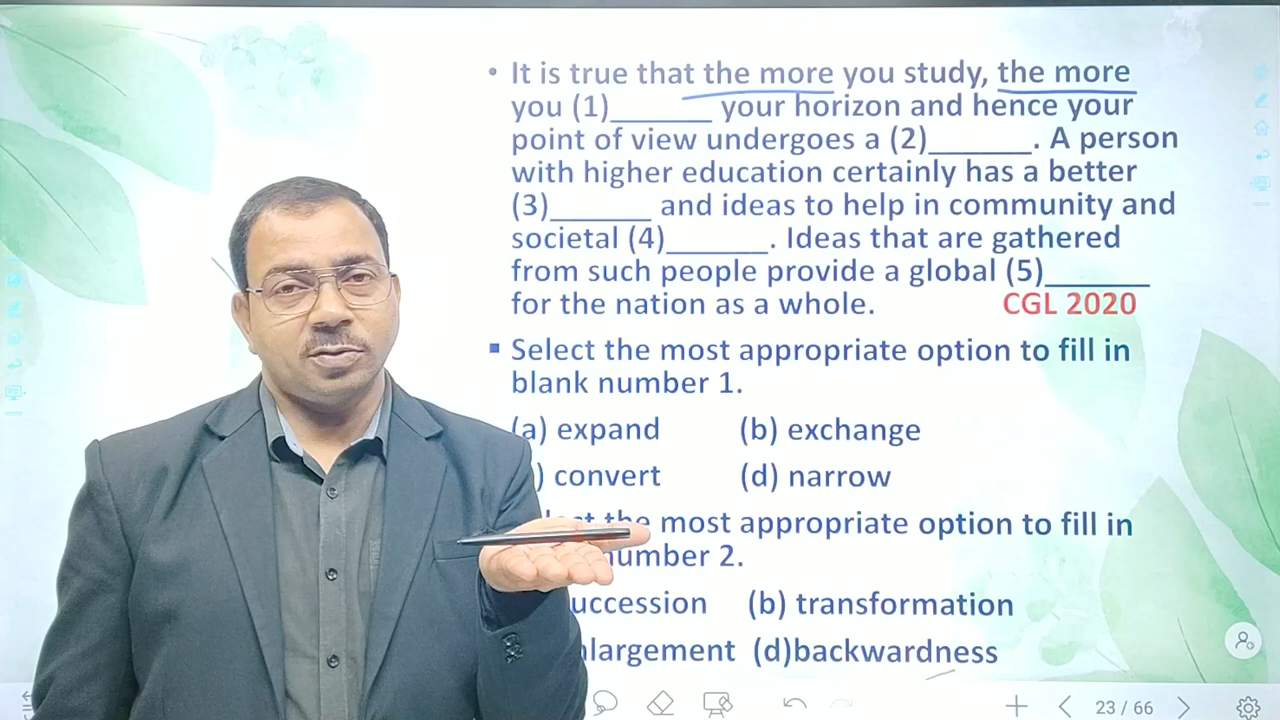 • It is true that the more you study, the more
you (1)______ your horizon and hence your
point of view undergoes a (2)______. A person
with higher education certainly has a better
(3)______ and ideas to help in community and
societal (4)______. Ideas that are gathered
from such people provide a global (5)______
for the nation as a whole. CGL 2020
▪ Select the most appropriate option to fill in
blank number 1.
(a) expand (b) exchange
) convert (d) narrow
the most appropriate option to fill in
number 2.
(b) transformation
(d)backwardness
23 / 66